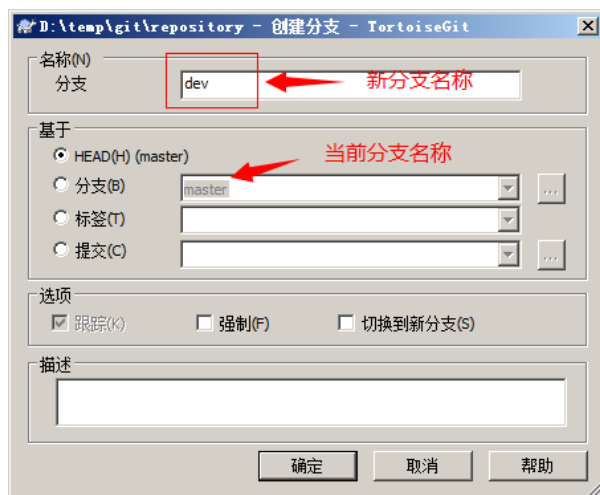 D:\temp\git\repository - 创建分支 - TortoiseGit
名称(N)
分支 dev 新分支名称
基于
HEAD(H) (master) 当前分支名称
分支(B) master ...
标签(T)
提交(C) ...
选项
跟踪(K) 强制(F) 切换到新分支(S)
描述
确定 取消 帮助